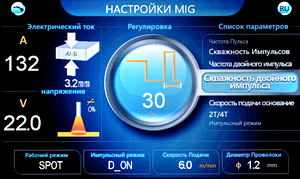 НАСТРОЙКИ MIG
RU
Электрический ток
Регулировка
Список параметров
A
132
Al-Si
3.2mm
напряжение
V
22.0
0%
30
Частота Пульса
Скважность Импульсов
Частота двойного импульса
Скважность двойного импульса
Скорость подачи основание
2T/4T
Импульсный режим
Рабочий режим
SPOT
Импульсный режим
D_ON
Скорость Подачи
6.0 m/min
Диаметр Проволоки
ф 1.2 mm